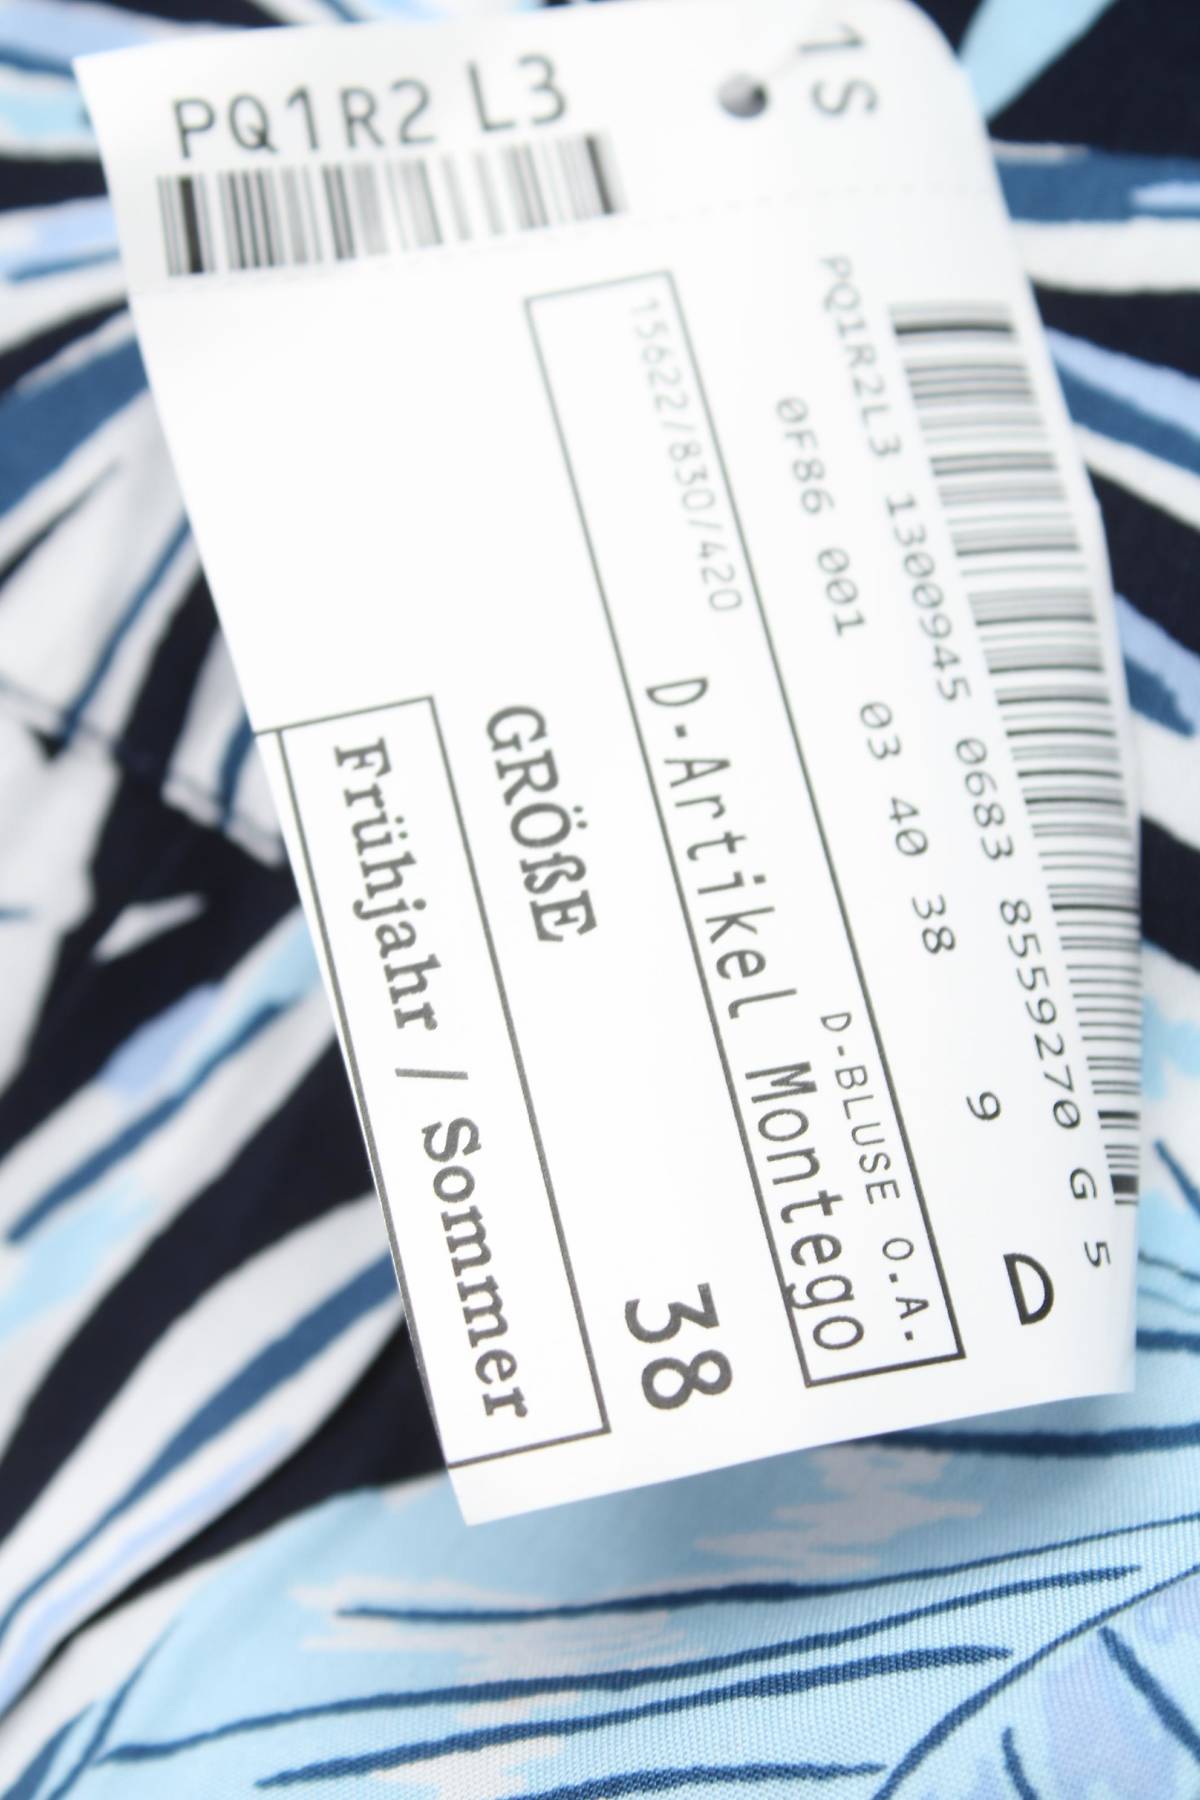 PQ1R2 L3
1 S
PQ1R2L3 1300945 0683 8559270 G 5
0F86 001 03 40 38 9 D
15622/830/420 D-BLUSE O.A.
D-Artikel Montego
GRÖßE 38
Frühjahr / Sommer